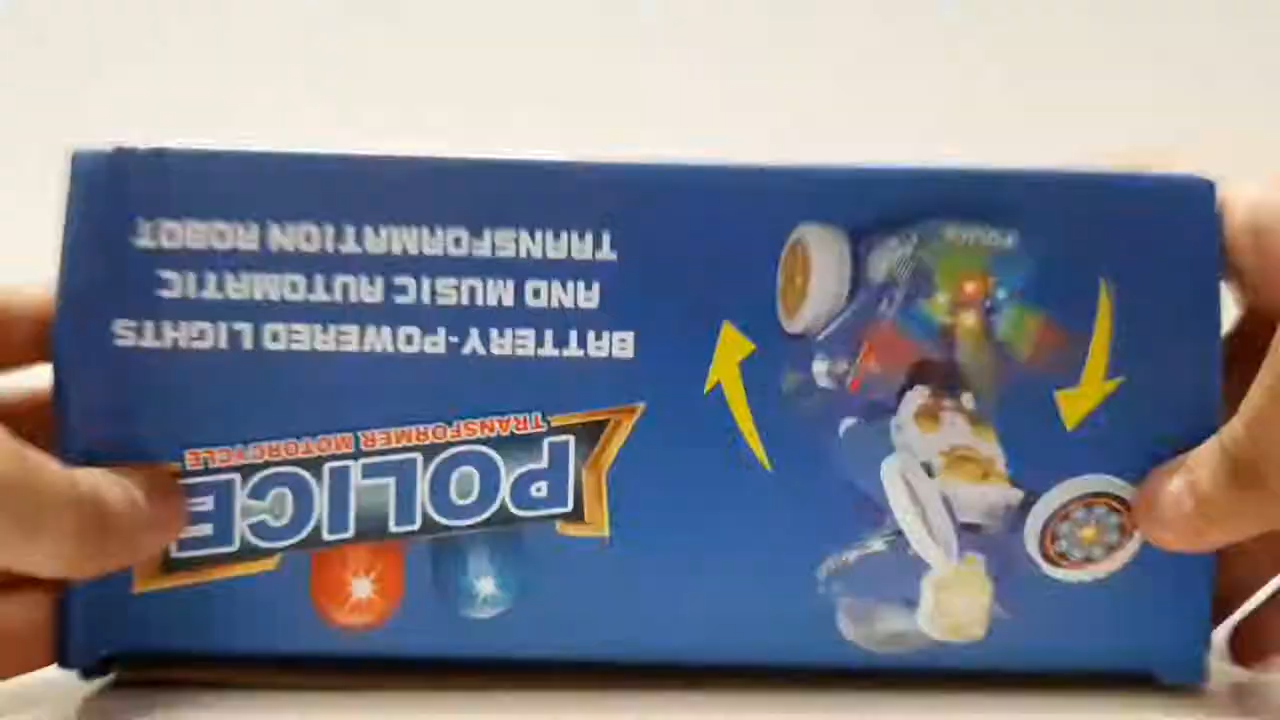 POLICE
TRANSFORMER MOTORCYCLE
BATTERY-POWERED LIGHTS
AND MUSIC AUTOMATIC
TRANSFORMATION ROBOT